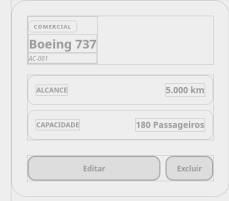 COMERCIAL
Boeing 737
AC-001
ALCANCE 5.000 km
CAPACIDADE 180 Passageiros
Editar Excluir